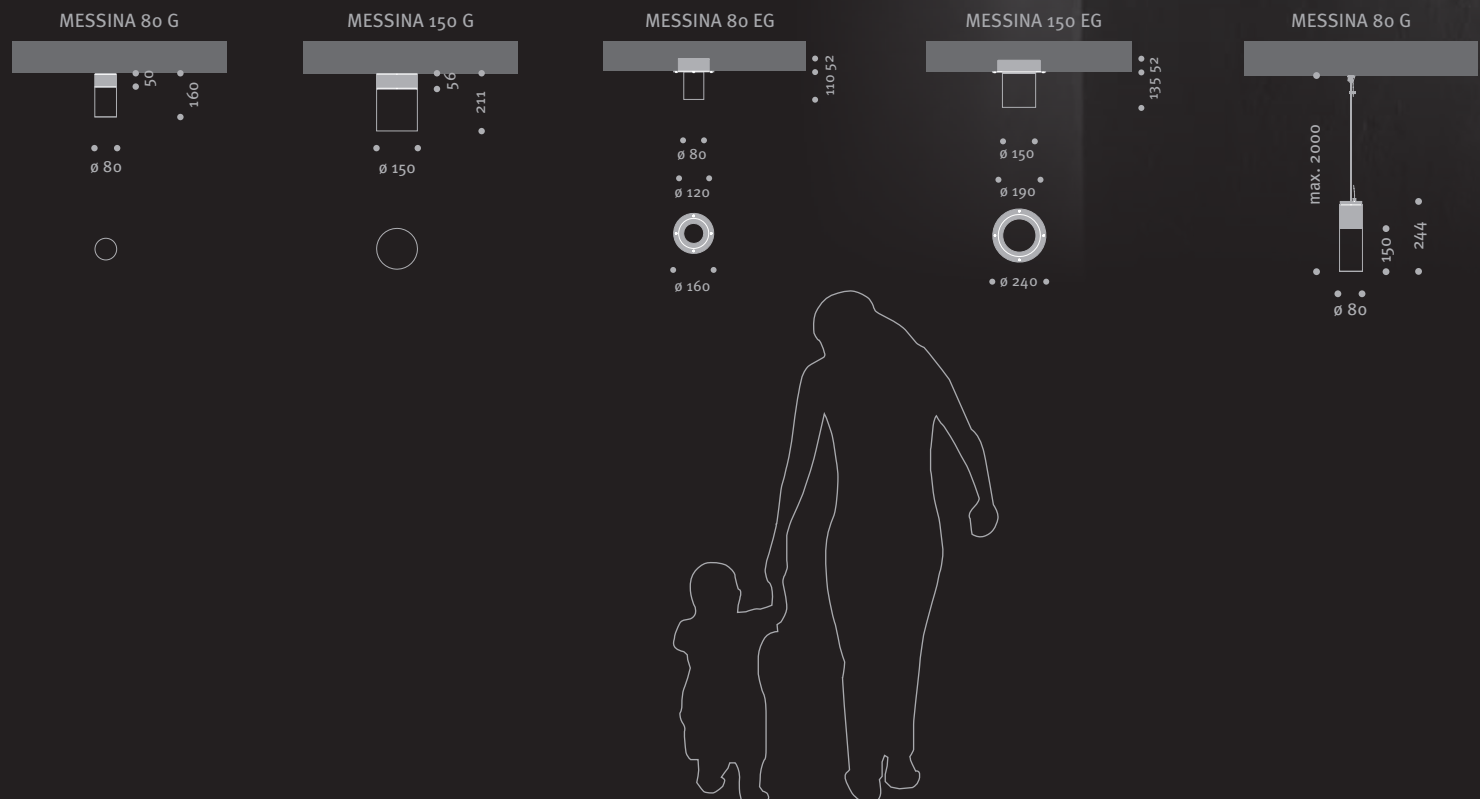 MESSINA 80 G
50
160
ø 80
MESSINA 150 G
56
211
ø 150
MESSINA 80 EG
110 52
ø 80
ø 120
ø 160
MESSINA 150 EG
135 52
ø 150
ø 190
ø 240
MESSINA 80 G
max. 2000
150
244
ø 80